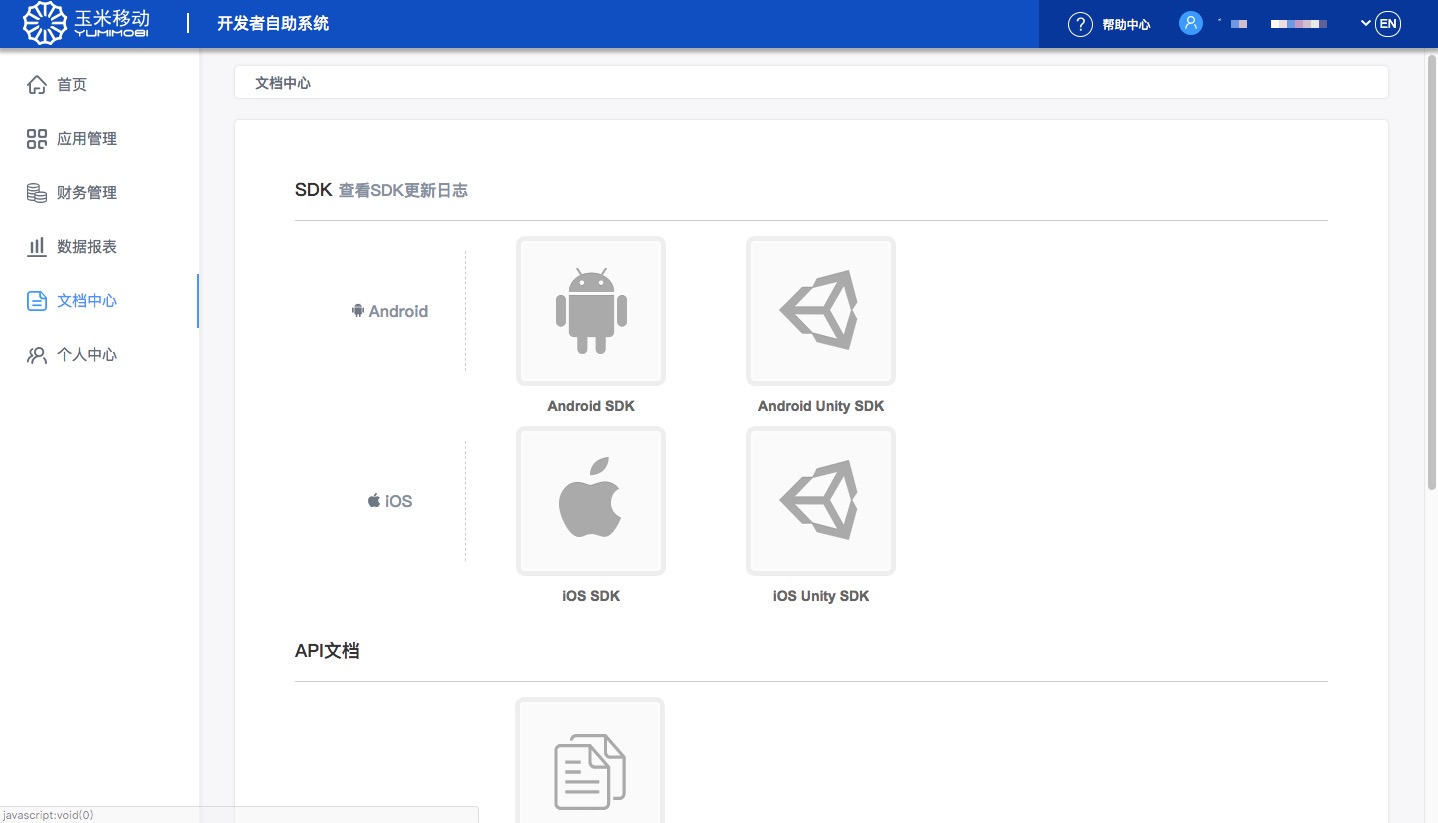 玉米移动
YUMIMOBI
开发者自助系统
? 帮助中心
EN
首页
应用管理
财务管理
数据报表
文档中心
个人中心
文档中心
SDK 查看SDK更新日志
Android
Android SDK
Android Unity SDK
iOS
iOS SDK
iOS Unity SDK
API文档
javascript:void(0)